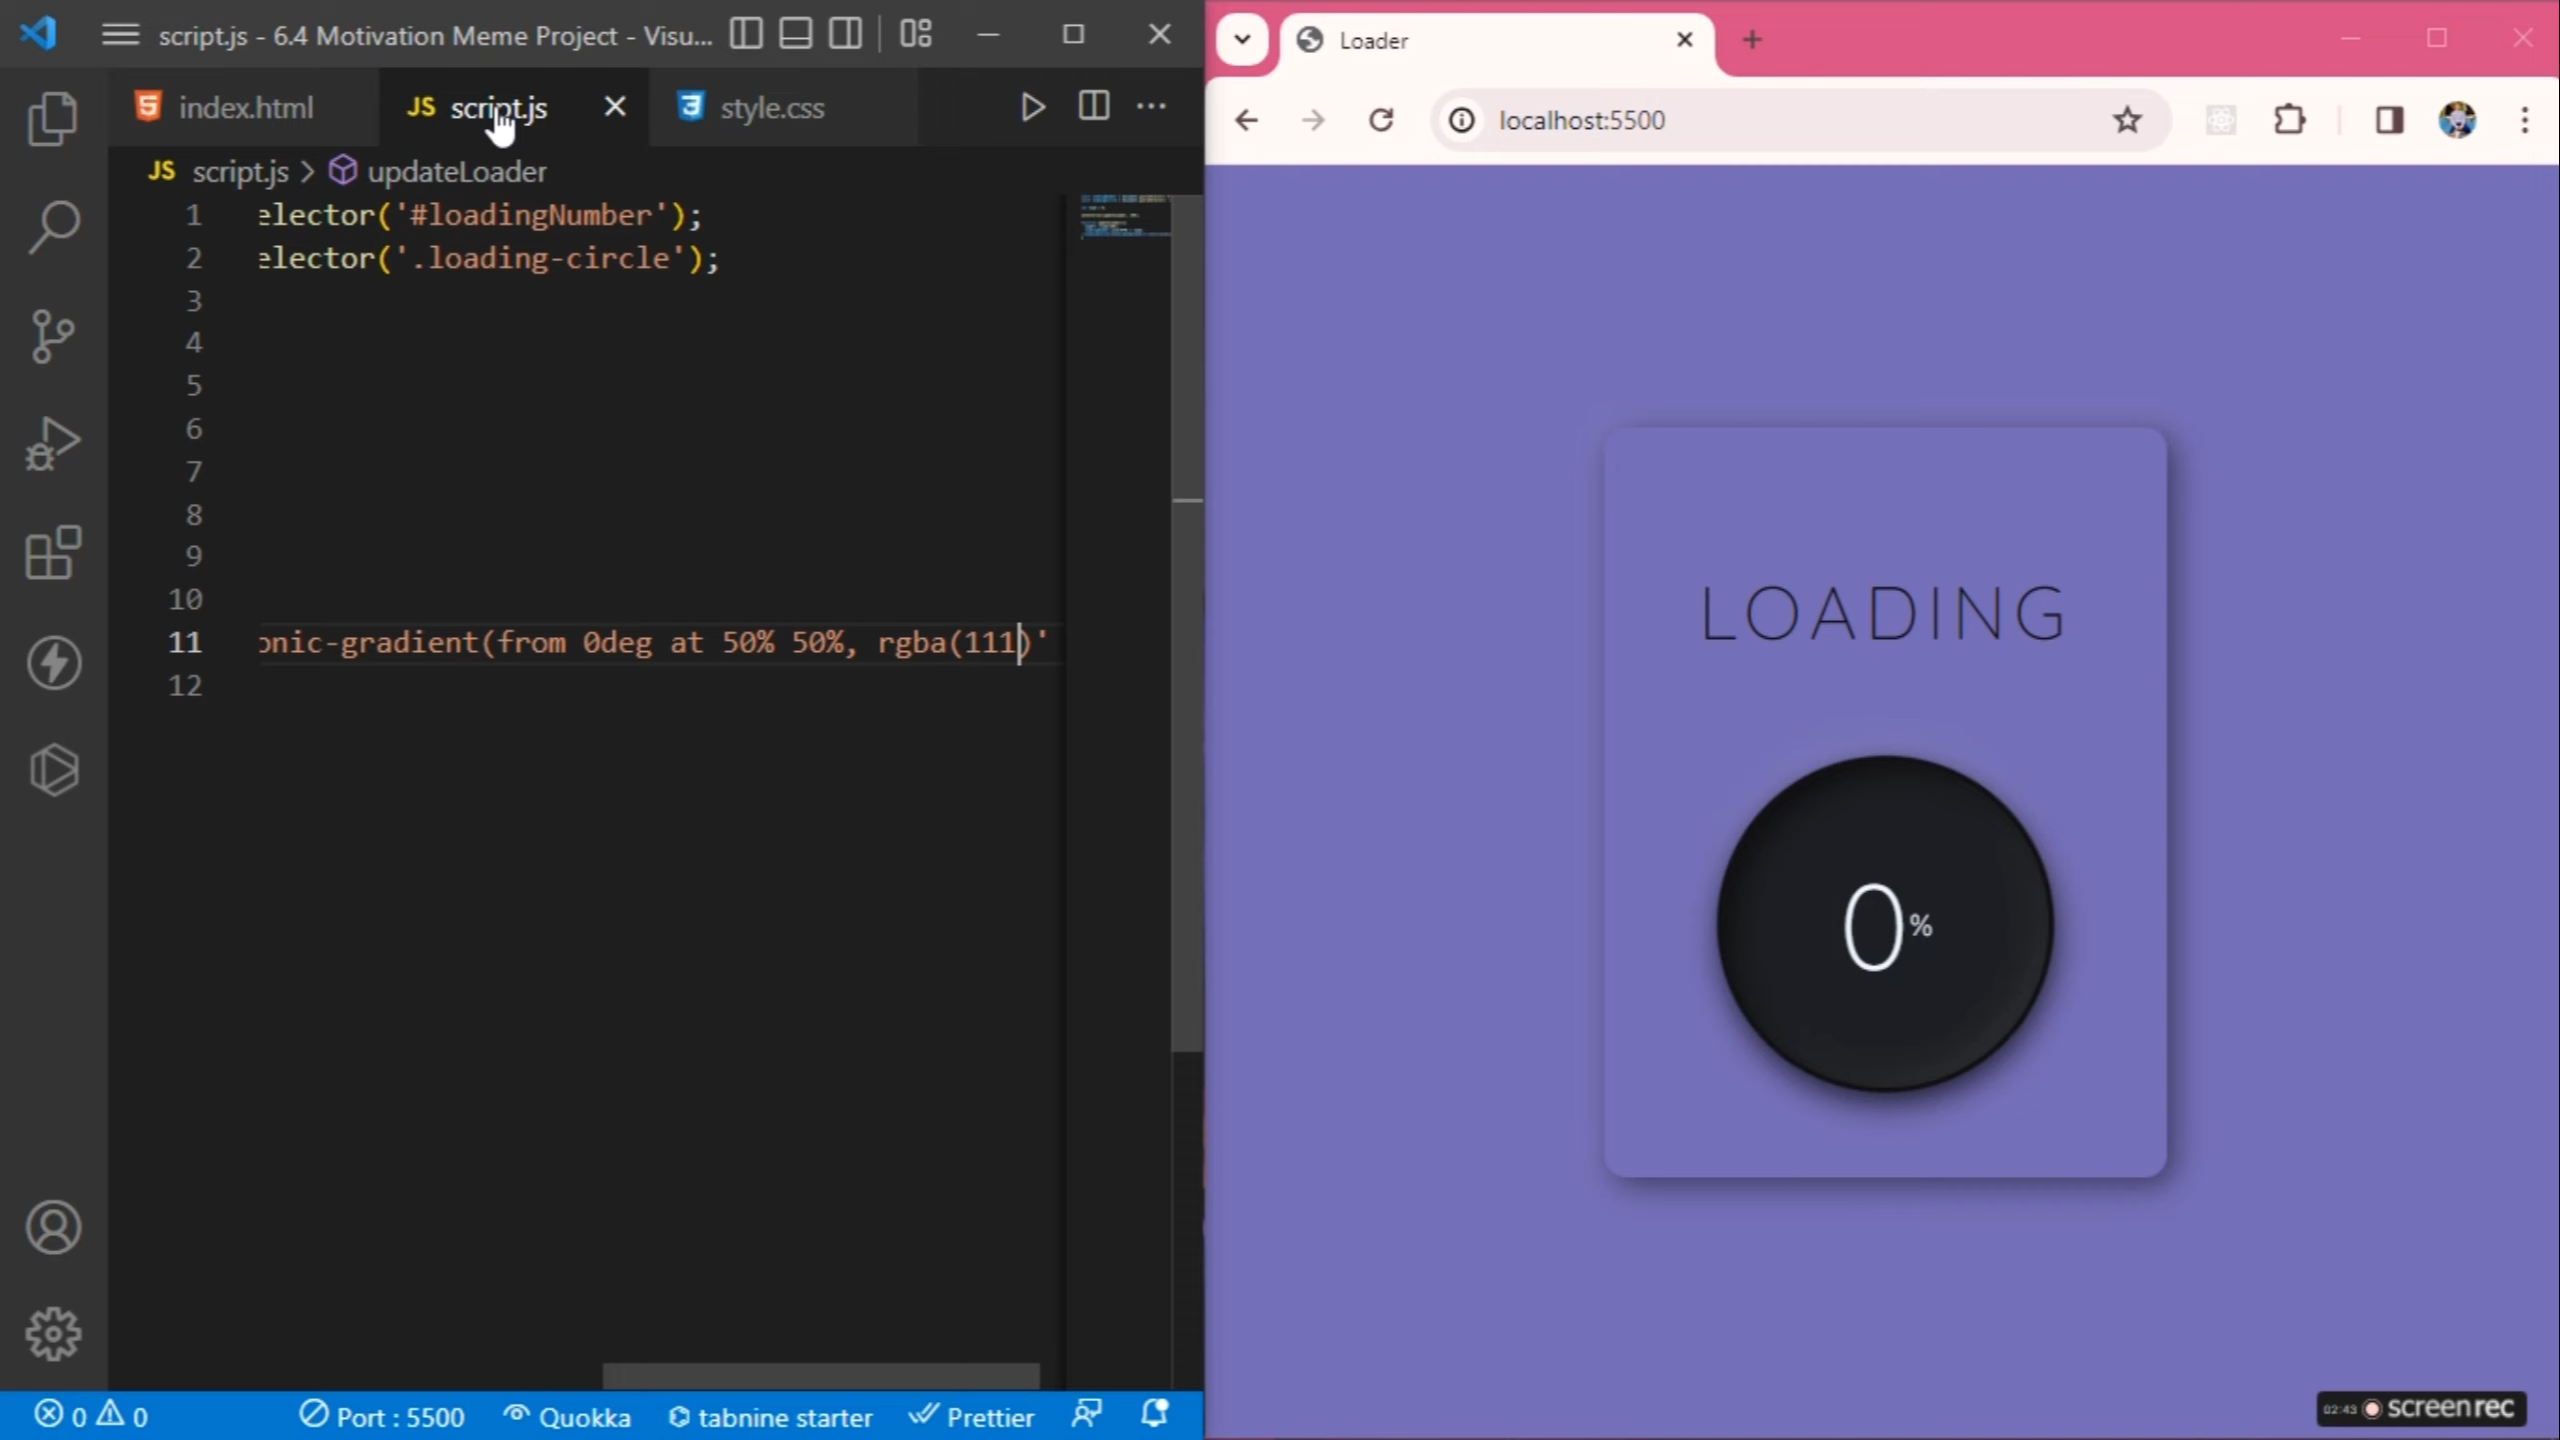 script.js - 6.4 Motivation Meme Project - Visu...
index.html
JS script.js
style.css
JS script.js > updateLoader
1 elector('#loadingNumber');
2 elector('.loading-circle');
3
4
5
6
7
8
9
10
11 onic-gradient(from 0deg at 50% 50%, rgba(111)'
12
0 0
Port : 5500
Quokka
tabnine starter
Prettier
Loader
localhost:5500
LOADING
0%
02:43 screenrec